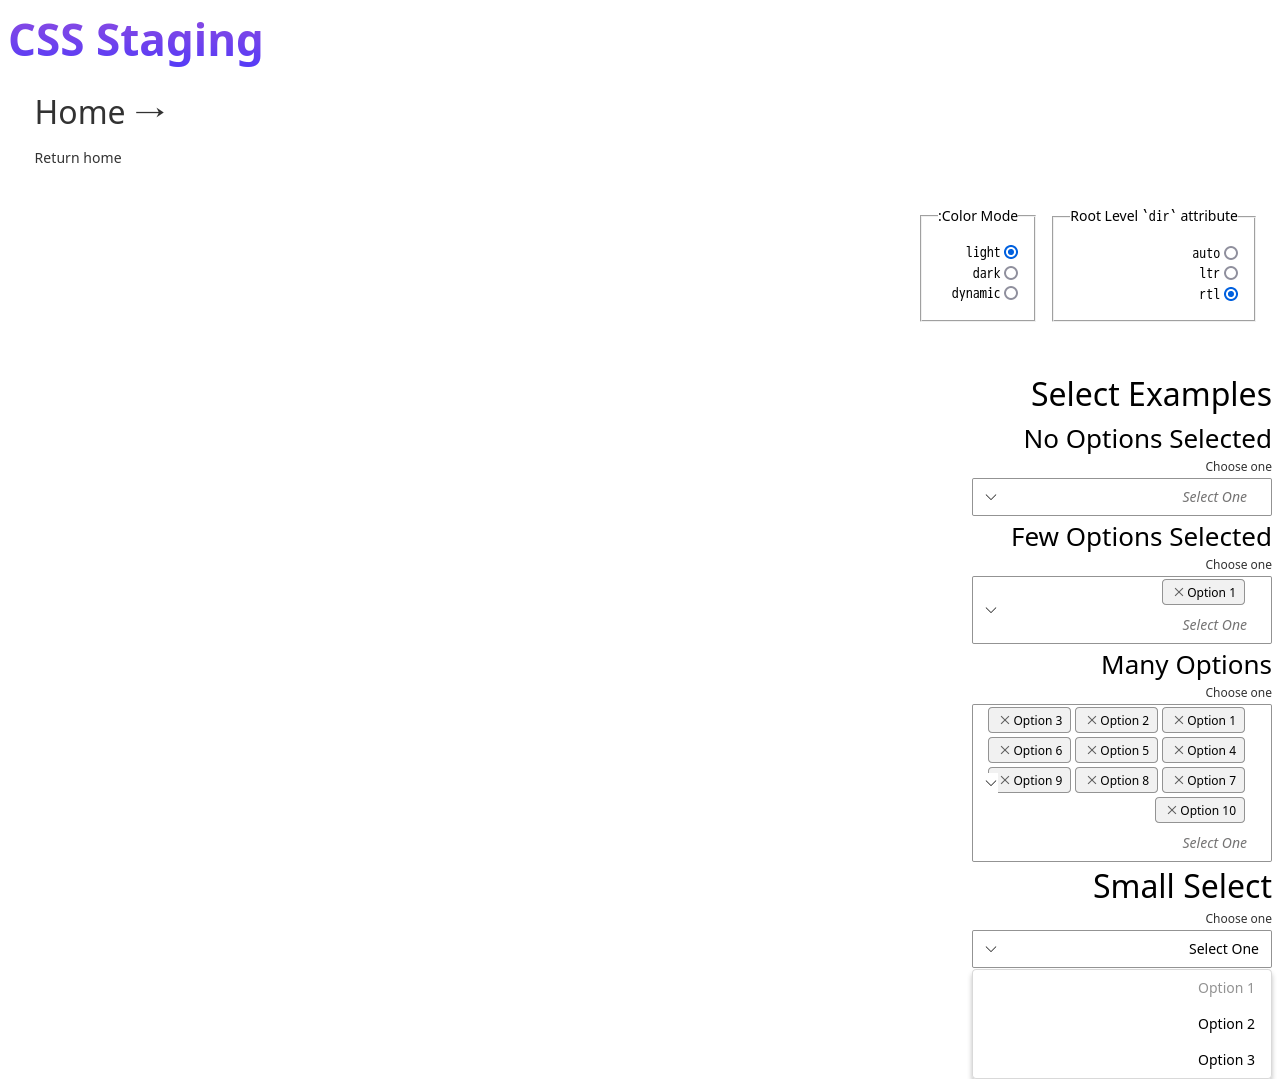 CSS Staging
Home →
Return home
:Color Mode
light
dark
dynamic
Root Level `dir` attribute
auto
ltr
rtl
Select Examples
No Options Selected
Choose one
Select One
Few Options Selected
Choose one
Option 1
Select One
Many Options
Choose one
Option 3 Option 2 Option 1
Option 6 Option 5 Option 4
Option 9 Option 8 Option 7
Option 10
Select One
Small Select
Choose one
Select One
Option 1
Option 2
Option 3